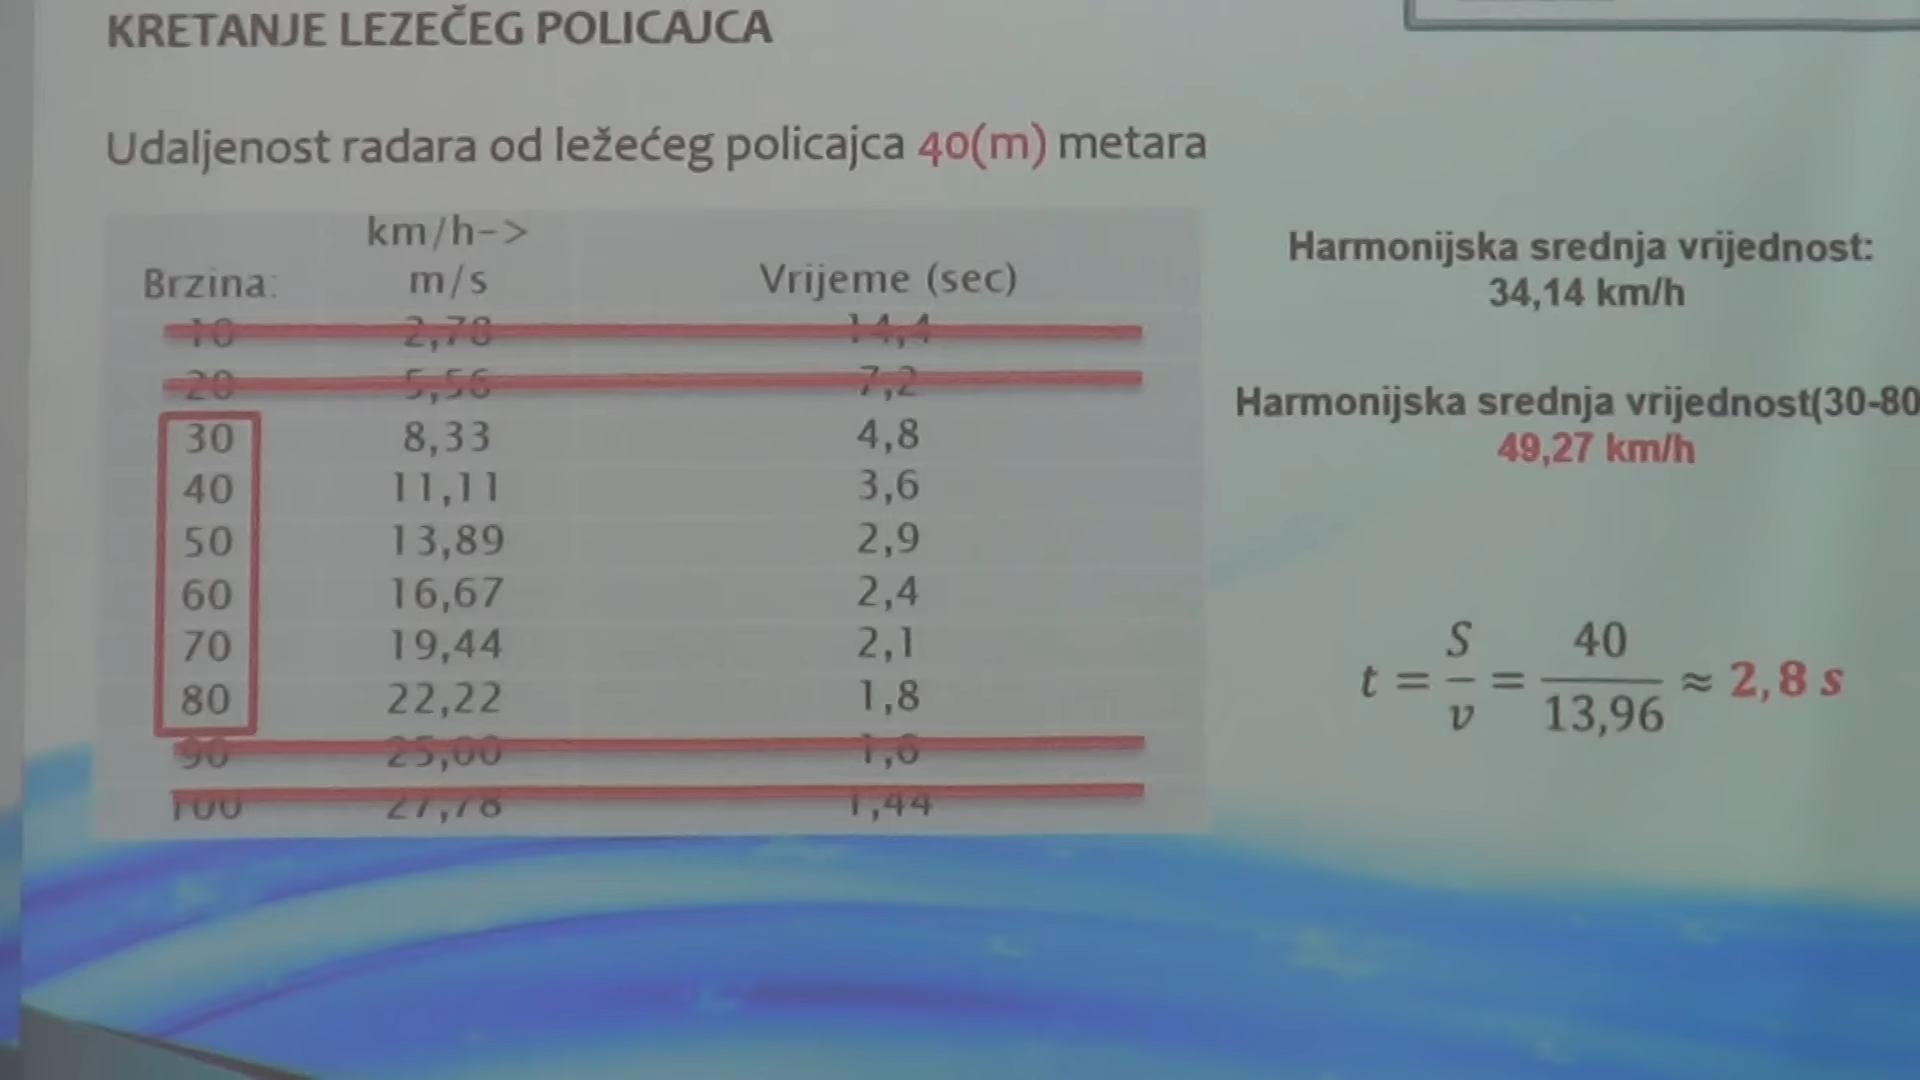 KRETANJE LEZEČEG POLICAJCA
Udaljenost radara od ležećeg policajca 40(m) metara
Brzina: km/h-> m/s Vrijeme (sec)
10 2,78 14,4
20 5,56 7,2
30 8,33 4,8
40 11,11 3,6
50 13,89 2,9
60 16,67 2,4
70 19,44 2,1
80 22,22 1,8
90 25,00 1,6
100 27,78 1,44
Harmonijska srednja vrijednost:
34,14 km/h
Harmonijska srednja vrijednost(30-80
49,27 km/h
t = S/v = 40/13,96 ≈ 2,8 s